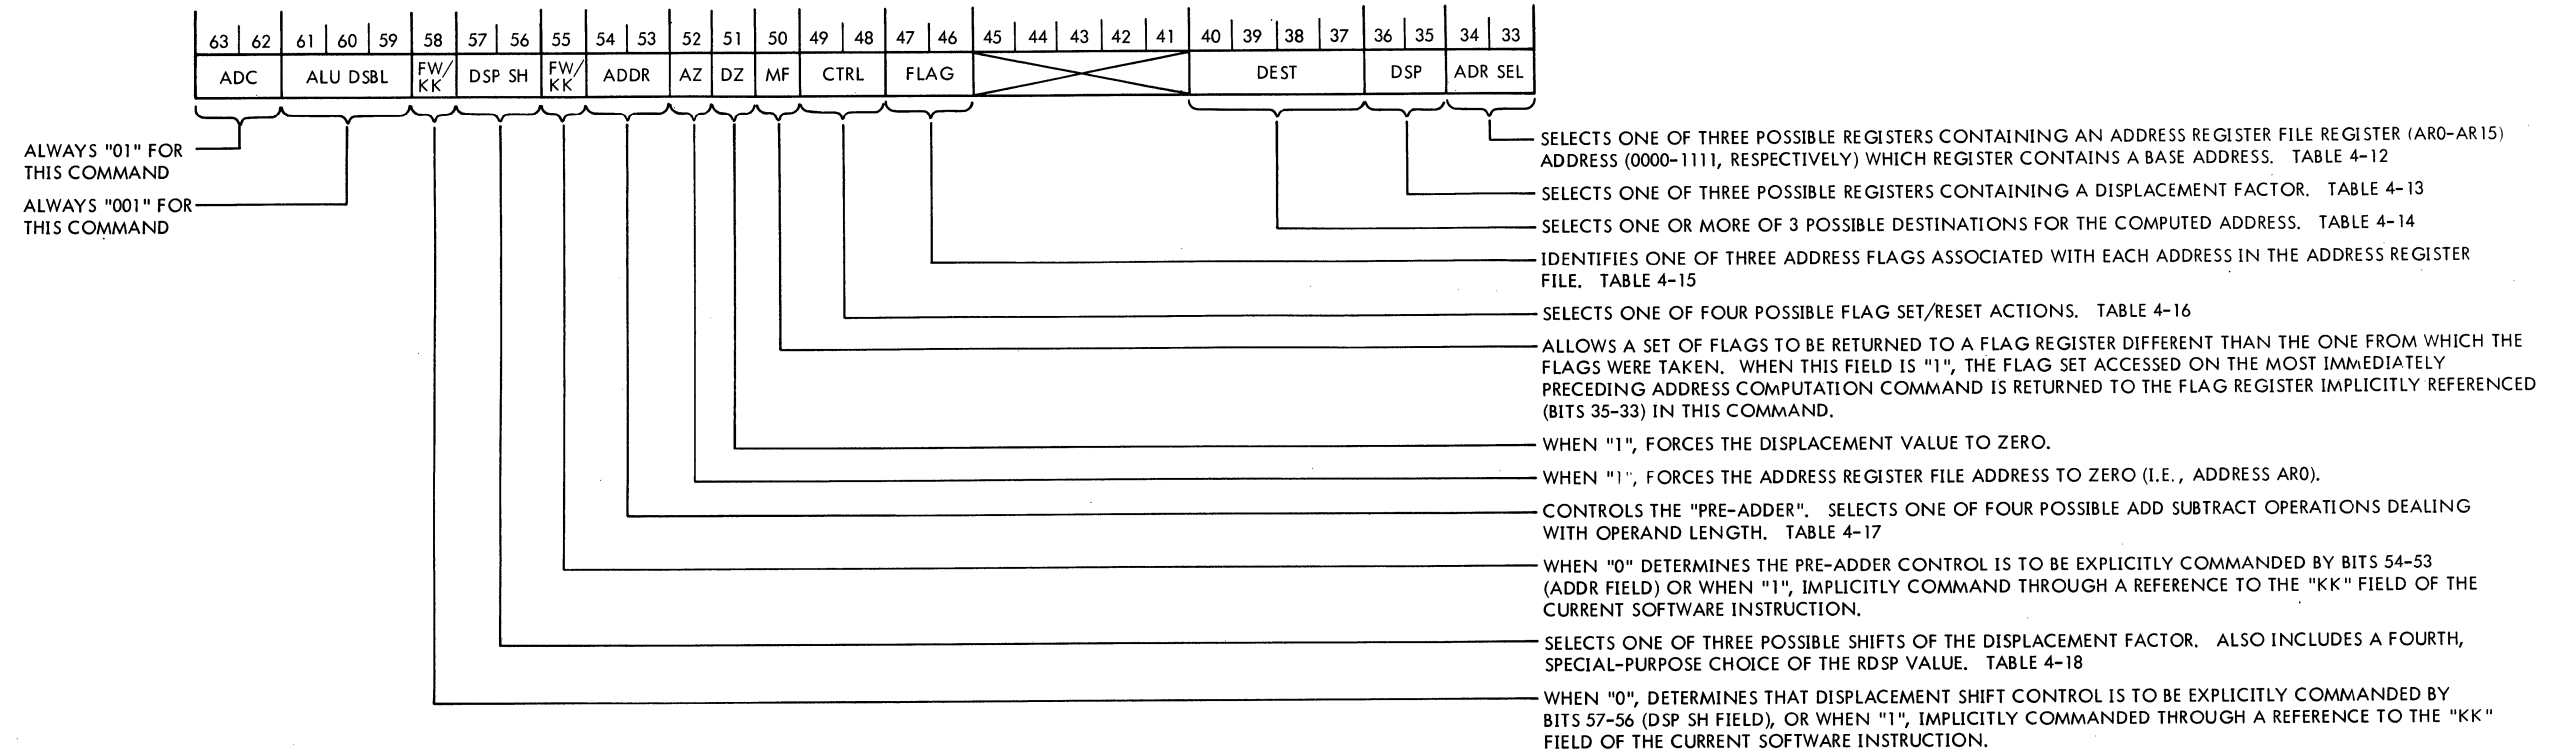 63 62 61 60 59 58 57 56 55 54 53 52 51 50 49 48 47 46 45 44 43 42 41 40 39 38 37 36 35 34 33
ADC ALU DSBL FW/KK DSP SH FW/KK ADDR AZ DZ MF CTRL FLAG DEST DSP ADR SEL
ALWAYS "01" FOR
THIS COMMAND
ALWAYS "001" FOR
THIS COMMAND
SELECTS ONE OF THREE POSSIBLE REGISTERS CONTAINING AN ADDRESS REGISTER FILE REGISTER (AR0-AR15)
ADDRESS (0000-1111, RESPECTIVELY) WHICH REGISTER CONTAINS A BASE ADDRESS. TABLE 4-12
SELECTS ONE OF THREE POSSIBLE REGISTERS CONTAINING A DISPLACEMENT FACTOR. TABLE 4-13
SELECTS ONE OR MORE OF 3 POSSIBLE DESTINATIONS FOR THE COMPUTED ADDRESS. TABLE 4-14
IDENTIFIES ONE OF THREE ADDRESS FLAGS ASSOCIATED WITH EACH ADDRESS IN THE ADDRESS REGISTER
FILE. TABLE 4-15
SELECTS ONE OF FOUR POSSIBLE FLAG SET/RESET ACTIONS. TABLE 4-16
ALLOWS A SET OF FLAGS TO BE RETURNED TO A FLAG REGISTER DIFFERENT THAN THE ONE FROM WHICH THE
FLAGS WERE TAKEN. WHEN THIS FIELD IS "1", THE FLAG SET ACCESSED ON THE MOST IMMEDIATELY
PRECEDING ADDRESS COMPUTATION COMMAND IS RETURNED TO THE FLAG REGISTER IMPLICITLY REFERENCED
(BITS 35-33) IN THIS COMMAND.
WHEN "1", FORCES THE DISPLACEMENT VALUE TO ZERO.
WHEN "1", FORCES THE ADDRESS REGISTER FILE ADDRESS TO ZERO (I.E., ADDRESS AR0).
CONTROLS THE "PRE-ADDER". SELECTS ONE OF FOUR POSSIBLE ADD SUBTRACT OPERATIONS DEALING
WITH OPERAND LENGTH. TABLE 4-17
WHEN "0" DETERMINES THE PRE-ADDER CONTROL IS TO BE EXPLICITLY COMMANDED BY BITS 54-53
(ADDR FIELD) OR WHEN "1", IMPLICITLY COMMAND THROUGH A REFERENCE TO THE "KK" FIELD OF THE
CURRENT SOFTWARE INSTRUCTION.
SELECTS ONE OF THREE POSSIBLE SHIFTS OF THE DISPLACEMENT FACTOR. ALSO INCLUDES A FOURTH,
SPECIAL-PURPOSE CHOICE OF THE RDSP VALUE. TABLE 4-18
WHEN "0", DETERMINES THAT DISPLACEMENT SHIFT CONTROL IS TO BE EXPLICITLY COMMANDED BY
BITS 57-56 (DSP SH FIELD), OR WHEN "1", IMPLICITLY COMMANDED THROUGH A REFERENCE TO THE "KK"
FIELD OF THE CURRENT SOFTWARE INSTRUCTION.